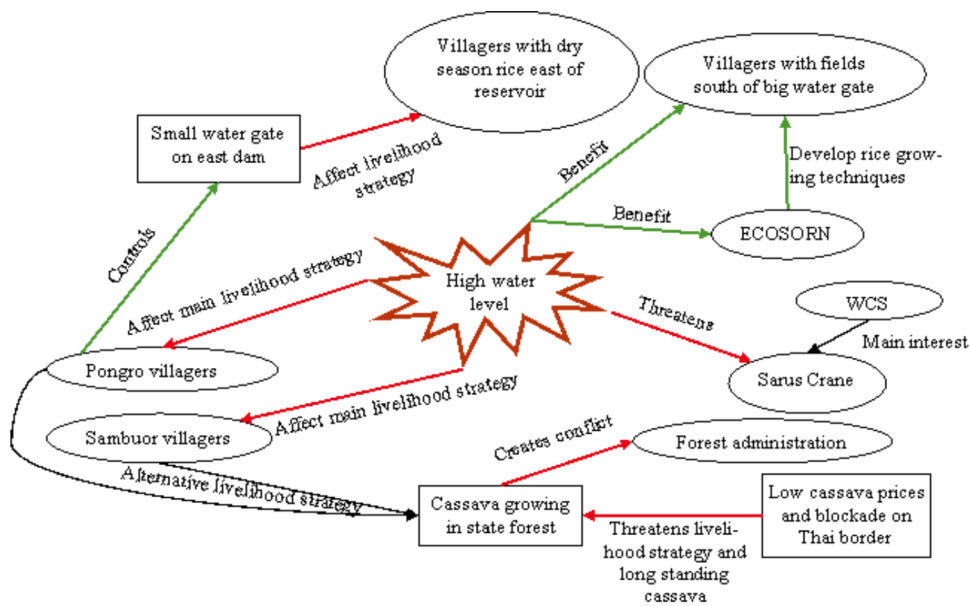 Villagers with dry
season rice east of
reservoir
Villagers with fields
south of big water gate
Small water gate
on east dam
Affect livelihood
strategy
Benefit
Develop rice grow-
ing techniques
Controls
Benefit
ECOSORN
Affect main livelihood strategy
High water
level
Threatens
WCS
Main interest
Pongro villagers
Sarus Crane
Affect main livelihood strategy
Sambuor villagers
Creates conflict
Forest administration
Alternative livelihood strategy
Cassava growing
in state forest
Low cassava prices
and blockade on
Thai border
Threatens liveli-
hood strategy and
long standing
cassava